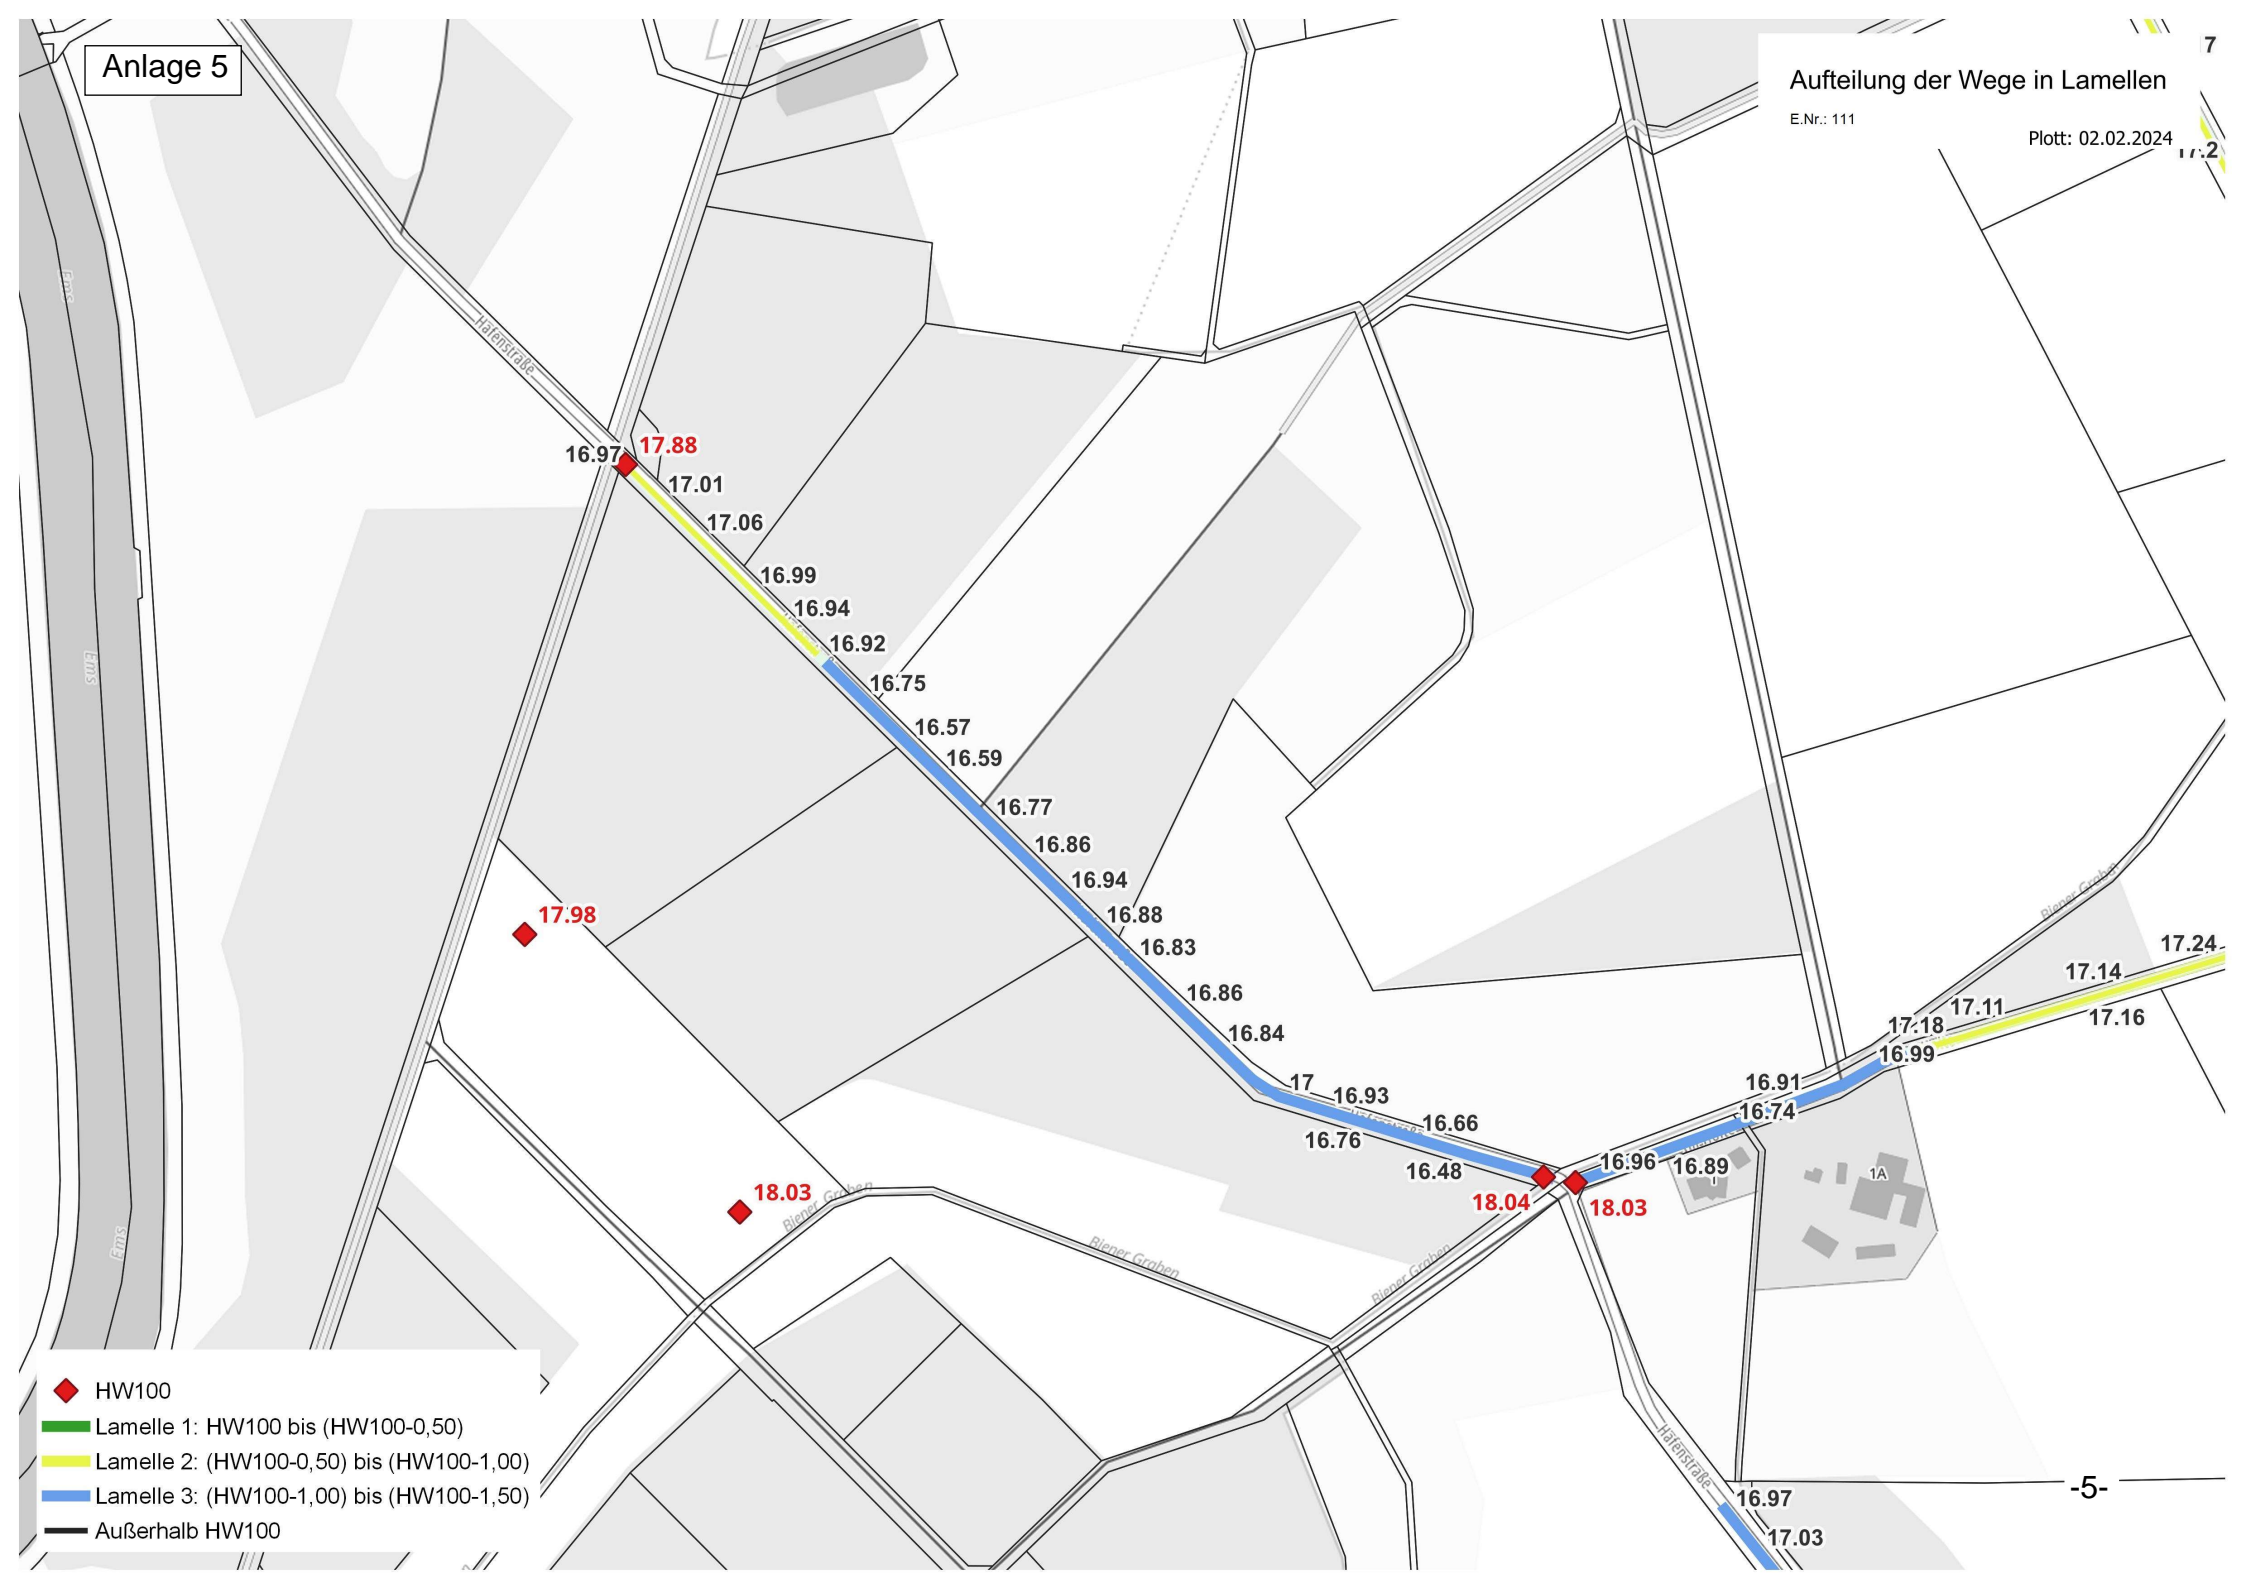 Anlage 5
7
Aufteilung der Wege in Lamellen
E.Nr.: 111
Plott: 02.02.2024
17.2
Ems
Hafenstraße
16.97
17.88
17.01
17.06
16.99
16.94
16.92
Ems
16.75
16.57
16.59
16.77
16.86
16.94
Biener Graben
17.98
16.88
16.83
17.24
17.14
16.86
17.11
17.16
17.18
16.84
16.99
17
16.93
16.91
16.66
16.74
16.76
16.48
16.96
16.89
1A
18.03
18.04
18.03
Biener Graben
Ems
Biener Graben
Biener Graben
HW100
Lamelle 1: HW100 bis (HW100-0,50)
Lamelle 2: (HW100-0,50) bis (HW100-1,00)
Lamelle 3: (HW100-1,00) bis (HW100-1,50)
Außerhalb HW100
Hafenstraße
-5-
16.97
17.03